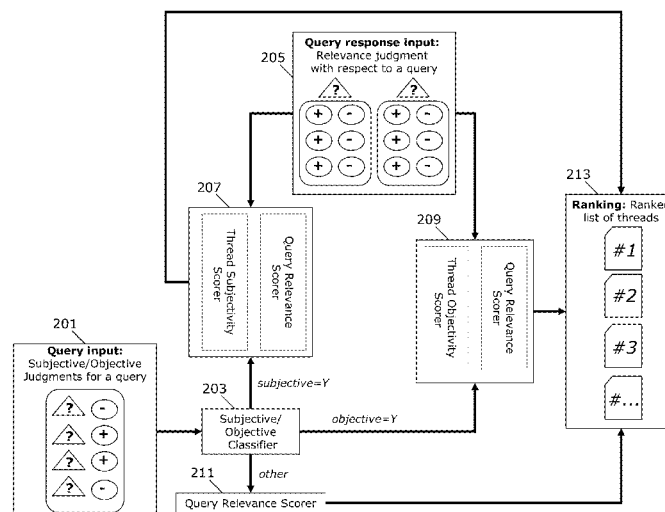 205
Query response input:
Relevance judgment
with respect to a query
? ?
+ - + -
+ - + -
+ - + -
207
Thread Subjectivity
Scorer
Query Relevance
Scorer
209
Thread Objectivity
Scorer
Query Relevance
Scorer
213
Ranking: Ranked
list of threads
#1
#2
#3
#...
201
Query input:
Subjective/Objective
Judgments for a query
? -
? +
? +
? -
203
Subjective/
Objective
Classifier
subjective=Y
objective=Y
other
211
Query Relevance Scorer